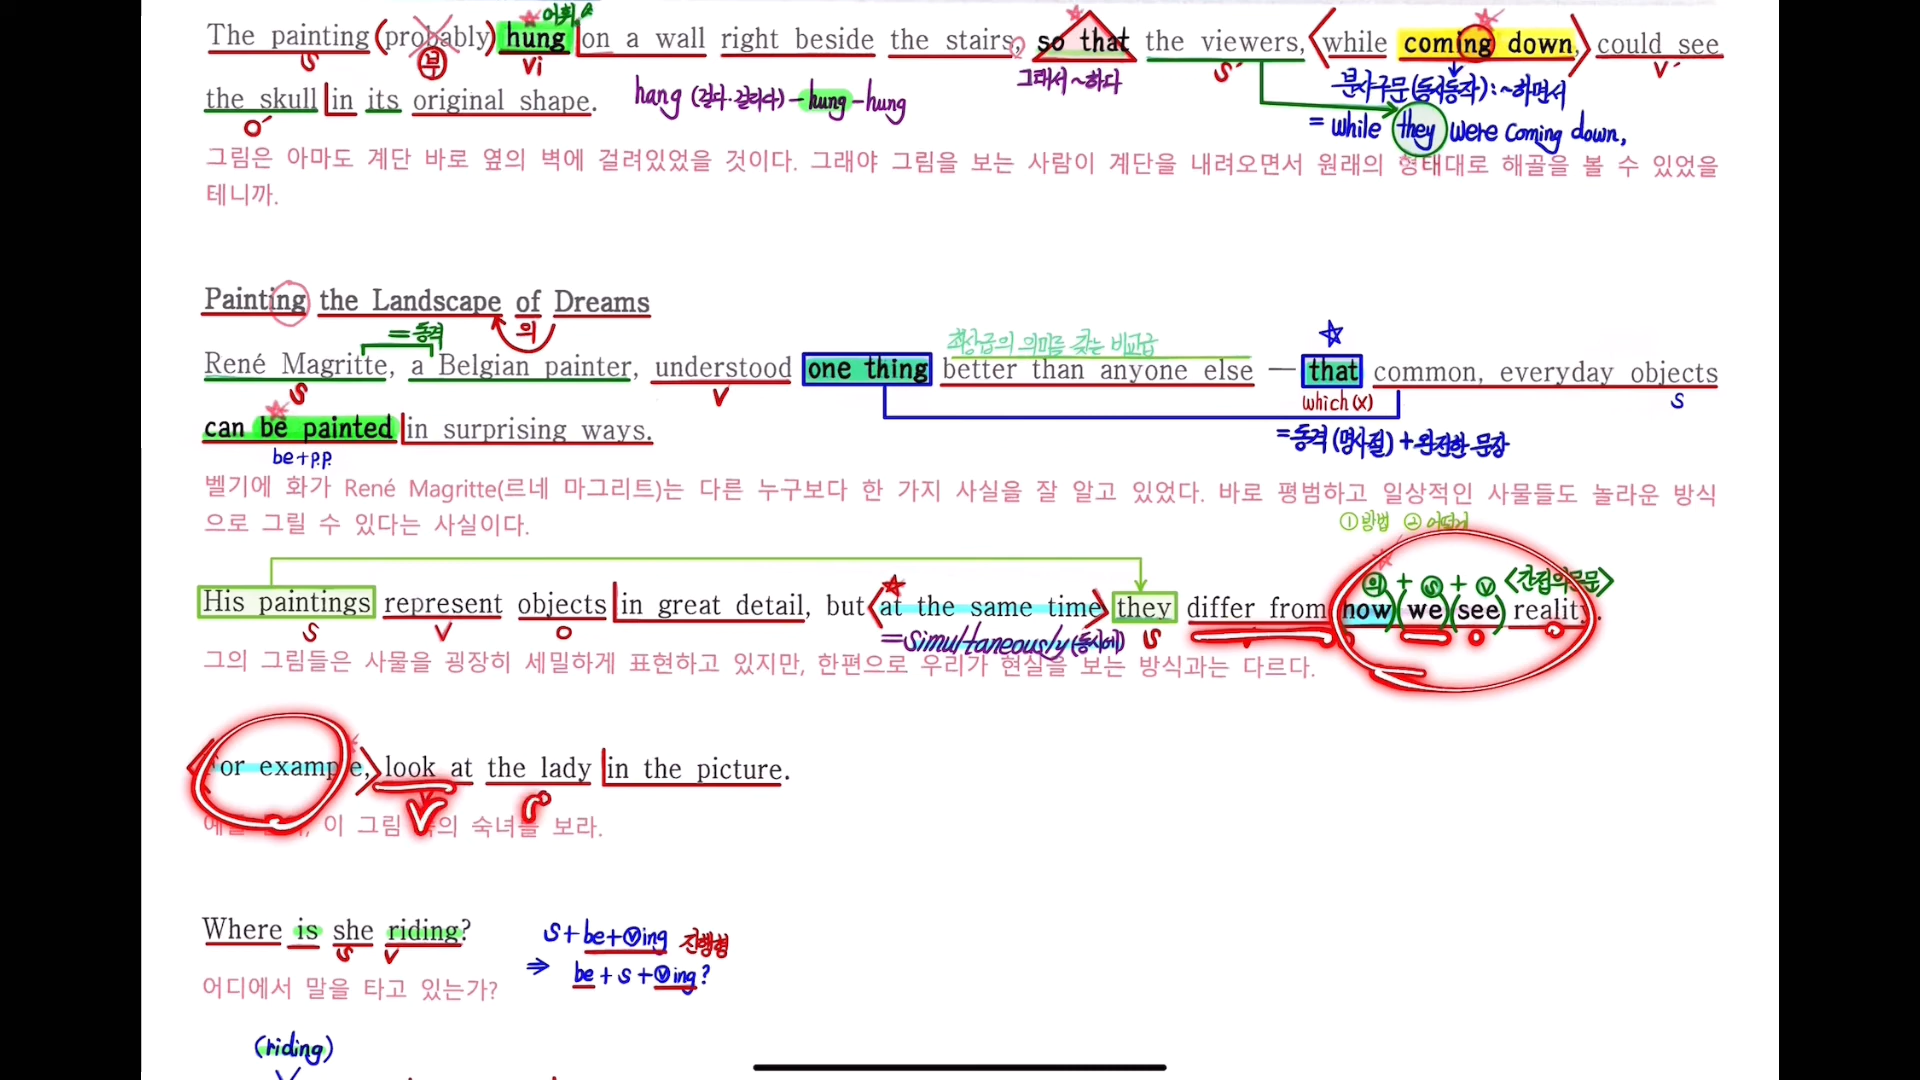 어휘
The painting (probably) hung on a wall right beside the stairs, so that the viewers, while coming down, could see
S 부 vi 그래서 ~하다 S´ V´
the skull in its original shape. hang (걸다·걸리다) - hung - hung
O´
분사구문(동시동작) : ~하면서
= while they were coming down,
그림은 아마도 계단 바로 옆의 벽에 걸려있었을 것이다. 그래야 그림을 보는 사람이 계단을 내려오면서 원래의 형태대로 해골을 볼 수 있었을
테니까.
Painting the Landscape of Dreams
= 동격 의
최상급의 의미를 갖는 비교급
René Magritte, a Belgian painter, understood one thing better than anyone else — that common, everyday objects
S V which(x) S
can be painted in surprising ways.
be+p.p.
= 동격(명사절) + 완전한 문장
벨기에 화가 René Magritte(르네 마그리트)는 다른 누구보다 한 가지 사실을 잘 알고 있었다. 바로 평범하고 일상적인 사물들도 놀라운 방식
으로 그릴 수 있다는 사실이다.
①방법 ②어떻게
의 + S + V <간접의문문>
His paintings represent objects in great detail, but at the same time they differ from how we see reality.
S V O S
= simultaneously(동시에)
그의 그림들은 사물을 굉장히 세밀하게 표현하고 있지만, 한편으로 우리가 현실을 보는 방식과는 다르다.
For example, look at the lady in the picture.
V
이 그림 속의 숙녀를 보라.
Where is she riding?
S V
S+be+ⓥing 진행형
⇒ be+S+ⓥing?
어디에서 말을 타고 있는가?
(riding)